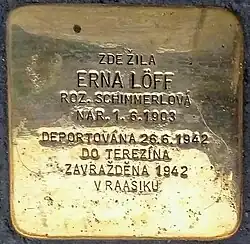 ZDE ŽILA
ERNA LÖFF
ROZ. SCHIMMERLOVÁ
NAR. 1. 6. 1903
DEPORTOVÁNA 26.6. 1942
DO TEREZÍNA
ZAVRAŽDĚNA 1942
V RAASIKU